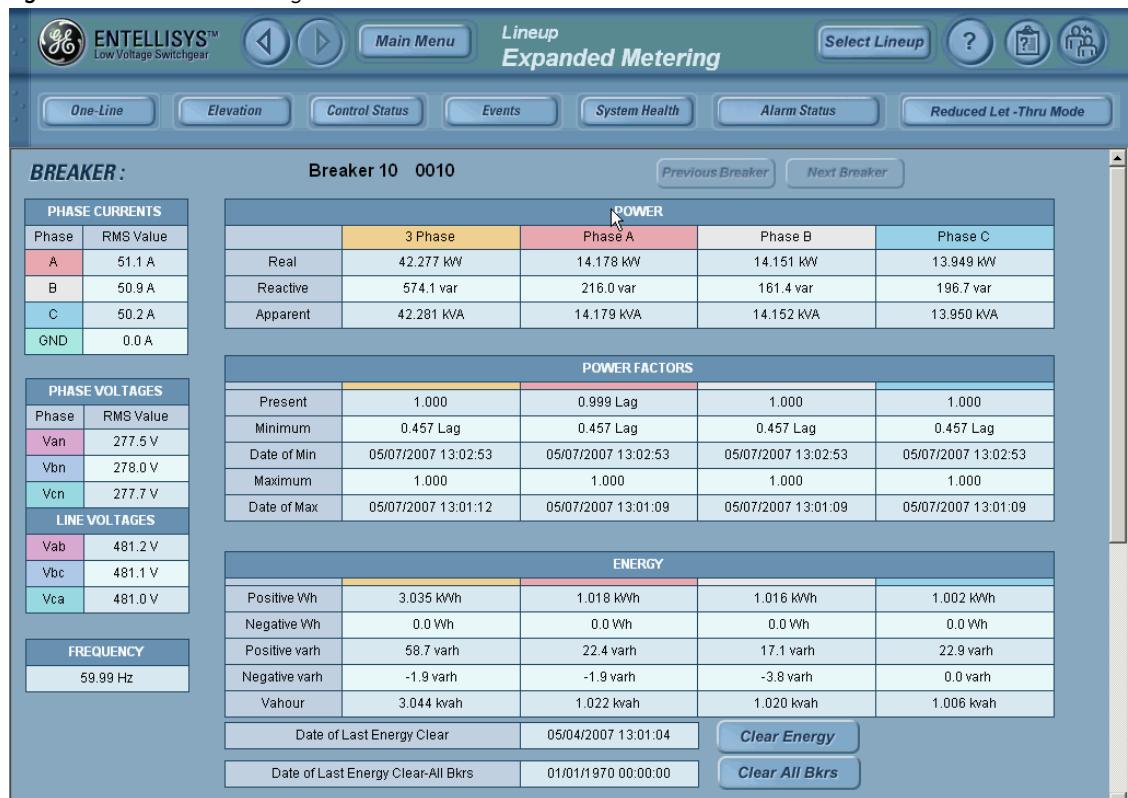 ENTELLISYS™
Low Voltage Switchgear
Main Menu
Lineup
Expanded Metering
Select Lineup
?
?
One-Line
Elevation
Control Status
Events
System Health
Alarm Status
Reduced Let -Thru Mode
BREAKER :
Breaker 10 0010
Previous Breaker
Next Breaker
PHASE CURRENTS
Phase RMS Value
A 51.1 A
B 50.9 A
C 50.2 A
GND 0.0 A
PHASE VOLTAGES
Phase RMS Value
Van 277.5 V
Vbn 278.0 V
Vcn 277.7 V
LINE VOLTAGES
Vab 481.2 V
Vbc 481.1 V
Vca 481.0 V
FREQUENCY
59.99 Hz
POWER
3 Phase Phase A Phase B Phase C
Real 42.277 kW 14.178 kW 14.151 kW 13.949 kW
Reactive 574.1 var 216.0 var 161.4 var 196.7 var
Apparent 42.281 kVA 14.179 kVA 14.152 kVA 13.950 kVA
POWER FACTORS
Present 1.000 0.999 Lag 1.000 1.000
Minimum 0.457 Lag 0.457 Lag 0.457 Lag 0.457 Lag
Date of Min 05/07/2007 13:02:53 05/07/2007 13:02:53 05/07/2007 13:02:53 05/07/2007 13:02:53
Maximum 1.000 1.000 1.000 1.000
Date of Max 05/07/2007 13:01:12 05/07/2007 13:01:09 05/07/2007 13:01:09 05/07/2007 13:01:09
ENERGY
Positive Wh 3.035 kWh 1.018 kWh 1.016 kWh 1.002 kWh
Negative Wh 0.0 Wh 0.0 Wh 0.0 Wh 0.0 Wh
Positive varh 58.7 varh 22.4 varh 17.1 varh 22.9 varh
Negative varh -1.9 varh -1.9 varh -3.8 varh 0.0 varh
Vahour 3.044 kvah 1.022 kvah 1.020 kvah 1.006 kvah
Date of Last Energy Clear 05/04/2007 13:01:04 Clear Energy
Date of Last Energy Clear-All Bkrs 01/01/1970 00:00:00 Clear All Bkrs